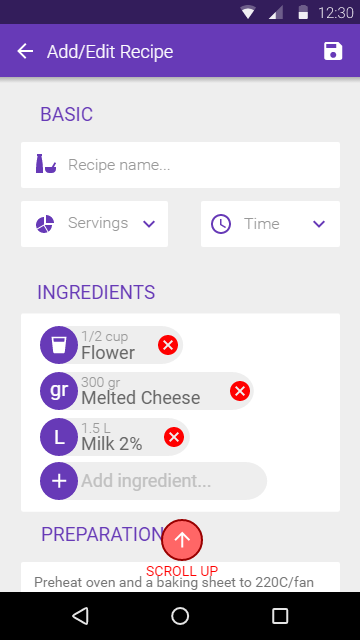 12:30
Add/Edit Recipe
BASIC
Recipe name...
Servings
Time
INGREDIENTS
1/2 cup
Flower
gr
300 gr
Melted Cheese
L
1.5 L
Milk 2%
Add ingredient...
PREPARATION
SCROLL UP
Preheat oven and a baking sheet to 220C/fan